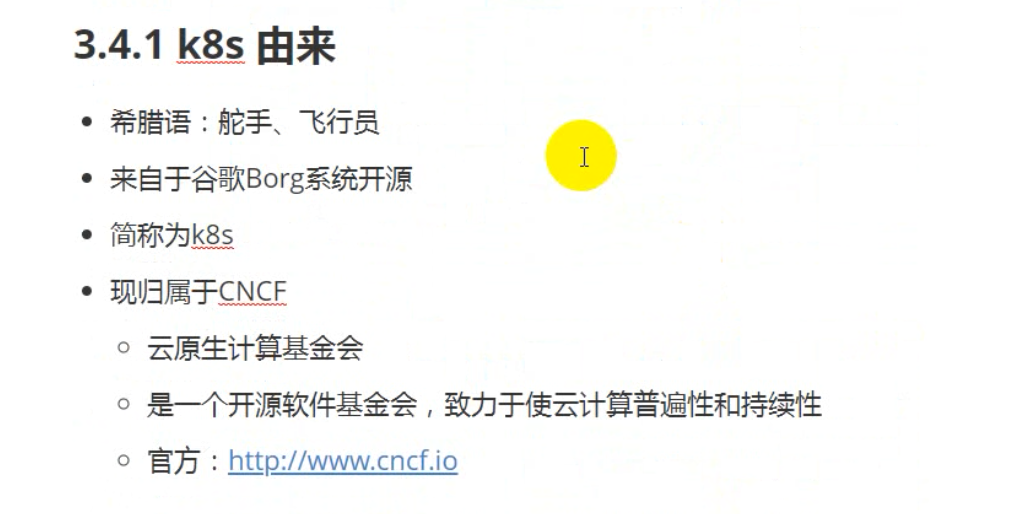 3.4.1 k8s 由来
希腊语：舵手、飞行员
来自于谷歌Borg系统开源
简称为k8s
现归属于CNCF
云原生计算基金会
是一个开源软件基金会，致力于使云计算普遍性和持续性
官方：http://www.cncf.io